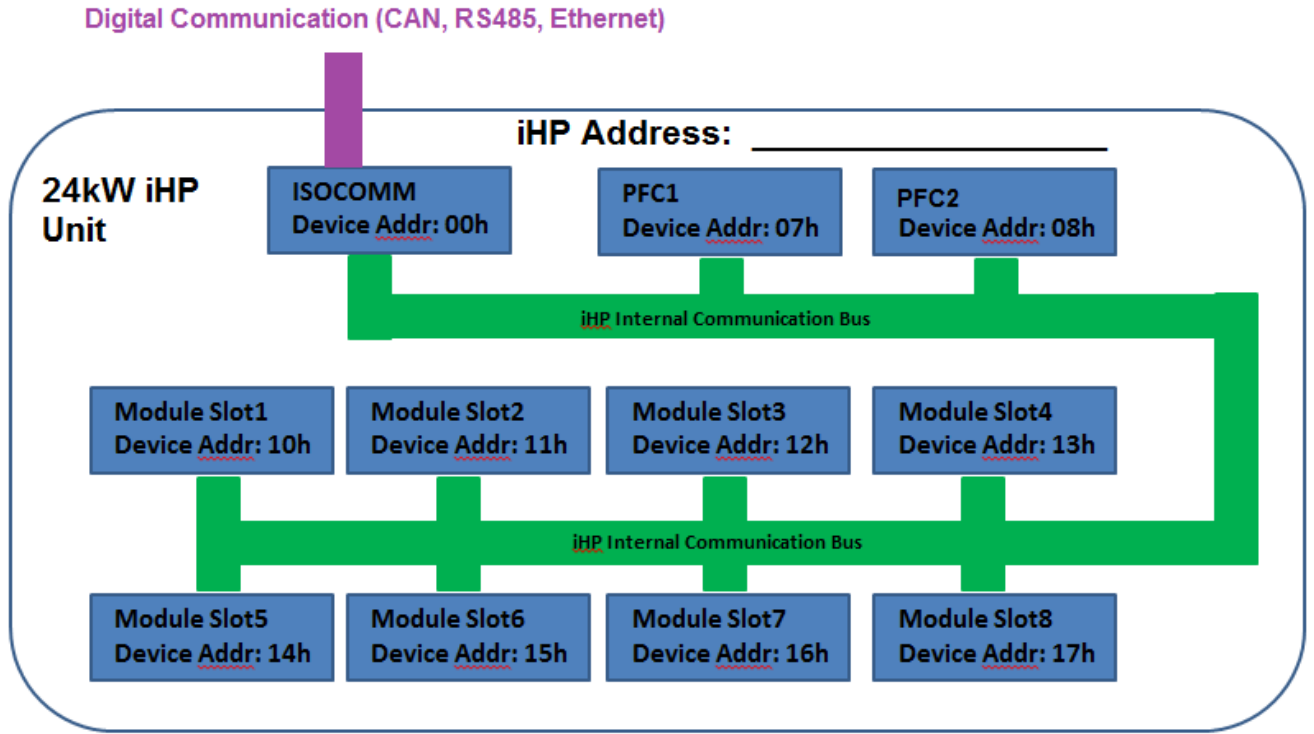 Digital Communication (CAN, RS485, Ethernet)
iHP Address: ___________________
24kW iHP
Unit
ISOCOMM
Device Addr: 00h
PFC1
Device Addr: 07h
PFC2
Device Addr: 08h
iHP Internal Communication Bus
Module Slot1
Device Addr: 10h
Module Slot2
Device Addr: 11h
Module Slot3
Device Addr: 12h
Module Slot4
Device Addr: 13h
iHP Internal Communication Bus
Module Slot5
Device Addr: 14h
Module Slot6
Device Addr: 15h
Module Slot7
Device Addr: 16h
Module Slot8
Device Addr: 17h